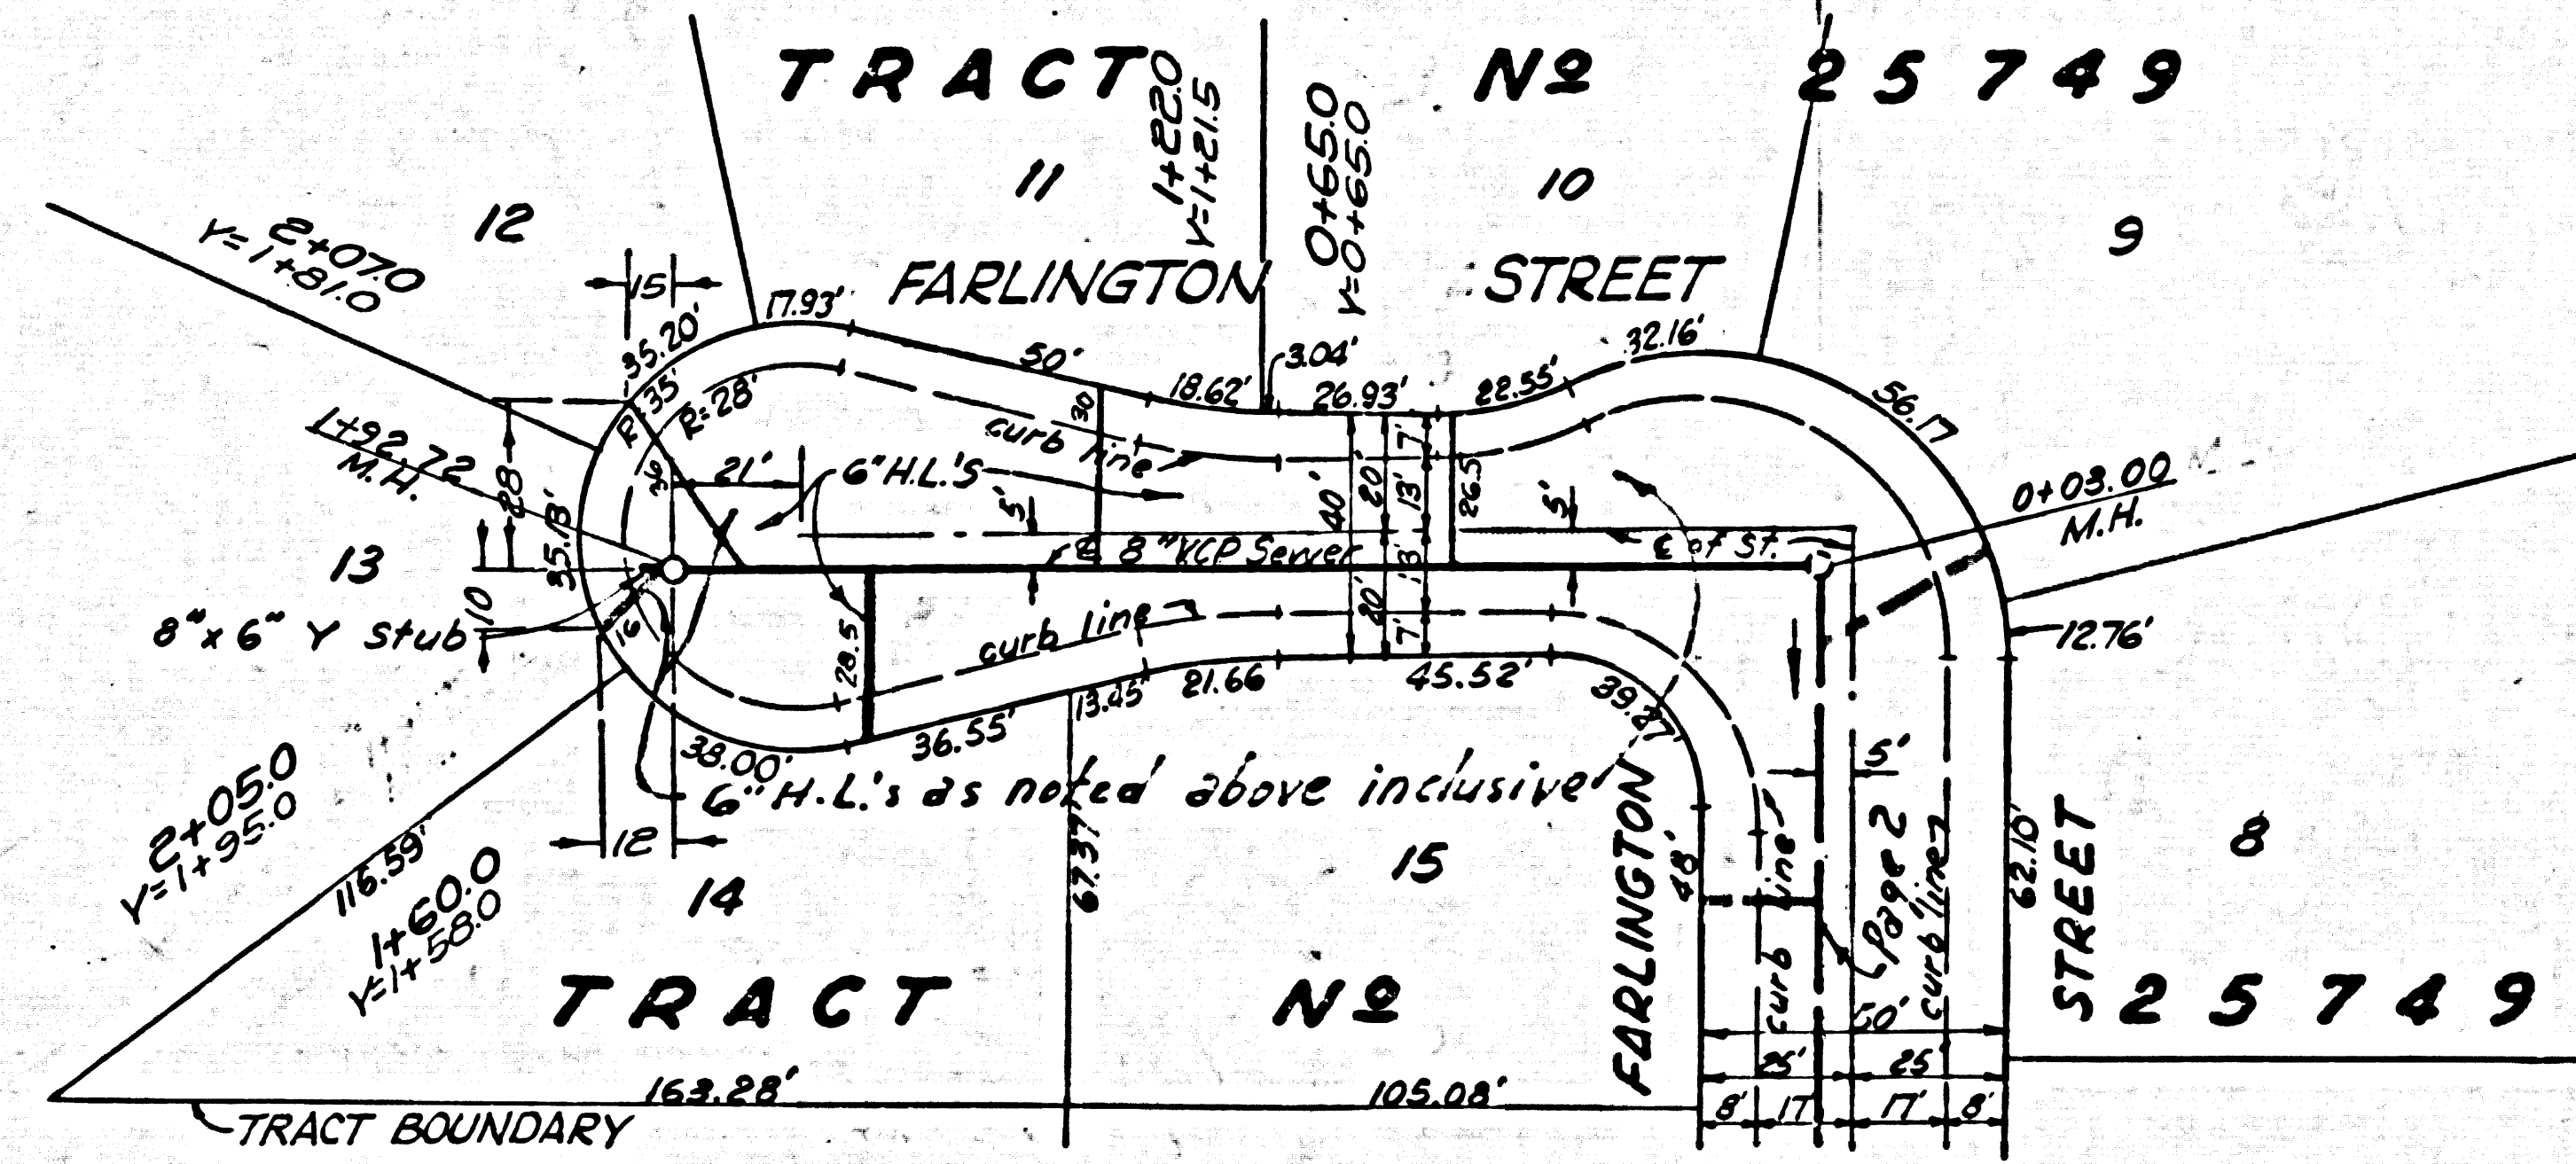 TRACT Nº 25749
1+22.0
Y=1+21.5
0+65.0
Y=0+65.0
11
10
12
9
2+07.0
Y=1+81.0
FARLINGTON STREET
15
17.93'
35.20'
50'
3.04'
32.16'
18.62'
26.93'
22.55'
56.17
R=35'
R=28'
30
curb line
1+92.72
M.H.
28
36
21'
6" H.L.'S
5'
40'
20'
7'
13'
26.5
5'
0+03.00
M.H.
13
35.13'
8" VCP Sewer
℄ of St.
8" x 6" Y Stub
10
16
28.5
curb line
20'
13'
7'
12.76'
21.66
45.52'
13.45'
39.27'
36.55'
38.00'
6" H.L.'s as noted above inclusive
5'
2+05.0
Y=1+95.0
116.59'
12
67.37'
15
FARLINGTON
48'
curb line
Page 2
curb line
62.10'
STREET
8
1+60.0
Y=1+58.0
14
TRACT Nº 25749
50'
25'
25'
163.28'
105.08'
8'
17'
17'
8'
TRACT BOUNDARY